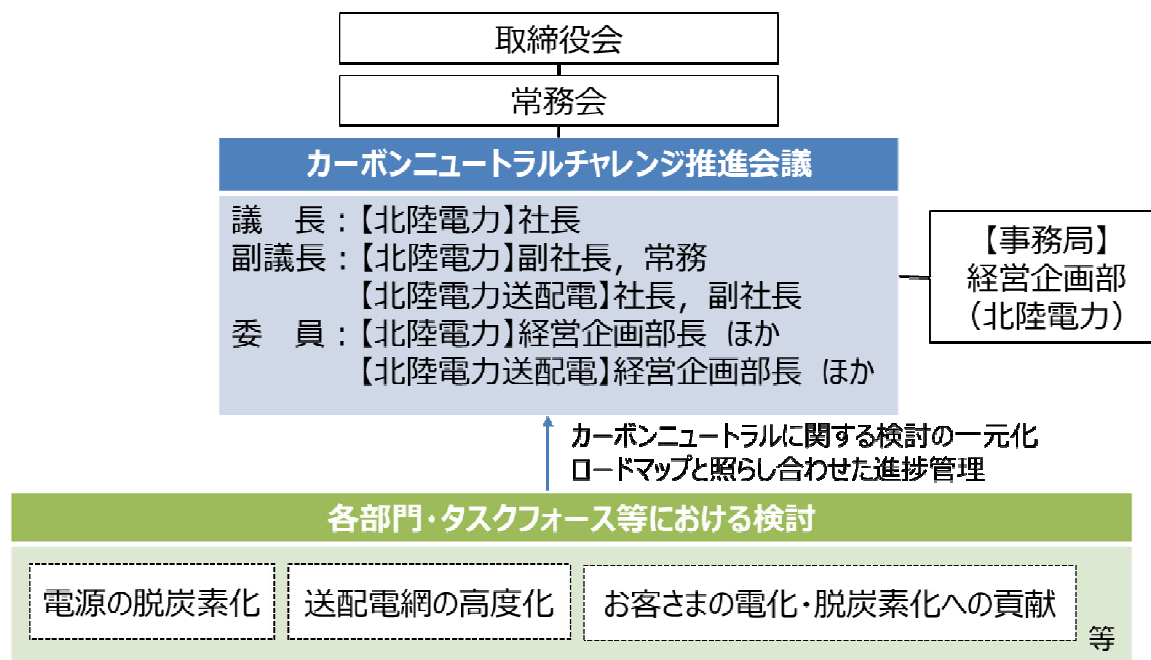 取締役会
常務会
カーボンニュートラルチャレンジ推進会議
議　長：【北陸電力】社長
副議長：【北陸電力】副社長，常務
【北陸電力送配電】社長，副社長
委　員：【北陸電力】経営企画部長 ほか
【北陸電力送配電】経営企画部長 ほか
【事務局】
経営企画部
（北陸電力）
カーボンニュートラルに関する検討の一元化
ロードマップと照らし合わせた進捗管理
各部門・タスクフォース等における検討
電源の脱炭素化
送配電網の高度化
お客さまの電化・脱炭素化への貢献
等